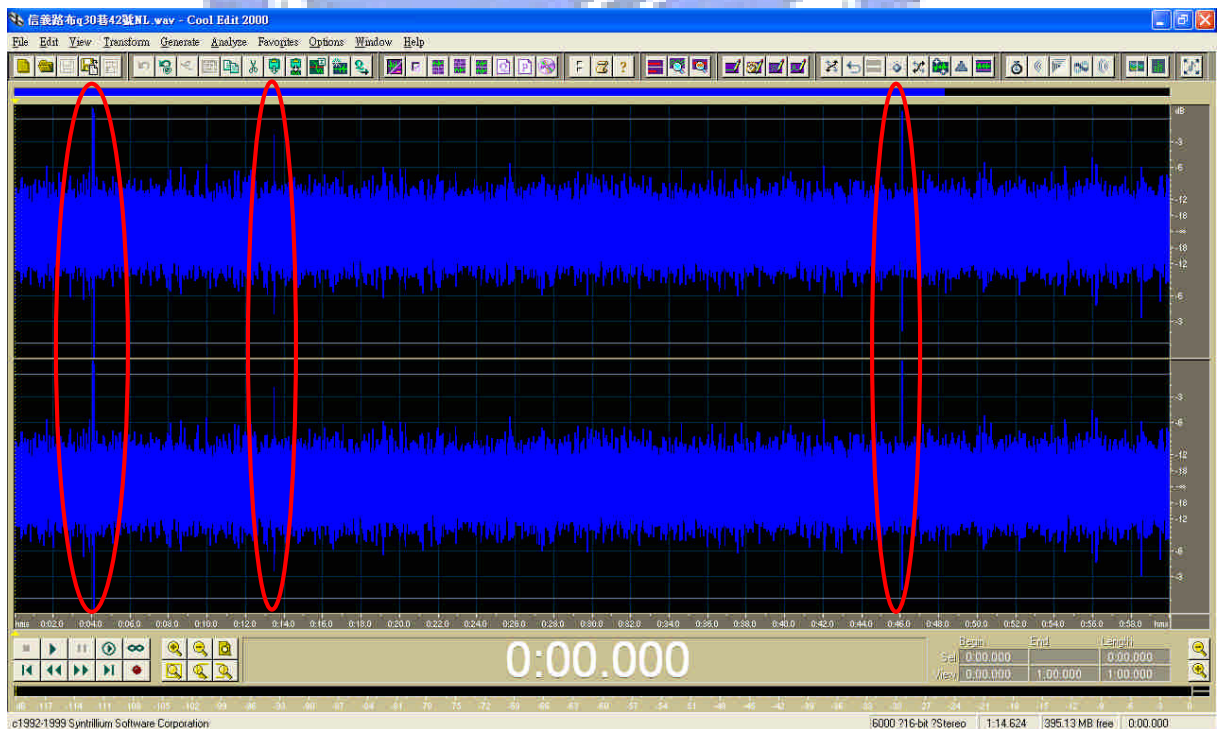 信義路布q30巷42號NL.wav - Cool Edit 2000
File Edit View Transform Generate Analyze Favorites Options Window Help
dB
-3
-6
-12
-18
-∞
-18
-12
-6
-3
-3
-6
-12
-18
-∞
-18
-12
-6
-3
hms 0:02.0 0:04.0 0:06.0 0:08.0 0:10.0 0:12.0 0:14.0 0:16.0 0:18.0 0:20.0 0:22.0 0:24.0 0:26.0 0:28.0 0:30.0 0:32.0 0:34.0 0:36.0 0:38.0 0:40.0 0:42.0 0:44.0 0:46.0 0:48.0 0:50.0 0:52.0 0:54.0 0:56.0 0:58.0 hms
0:00.000
Begin End Length
Sel 0:00.000 0:00.000
View 0:00.000 1:00.000 1:00.000
c1992-1999 Syntrillium Software Corporation
6000 ?16-bit ?Stereo 1:14.624 395.13 MB free 0:00.000